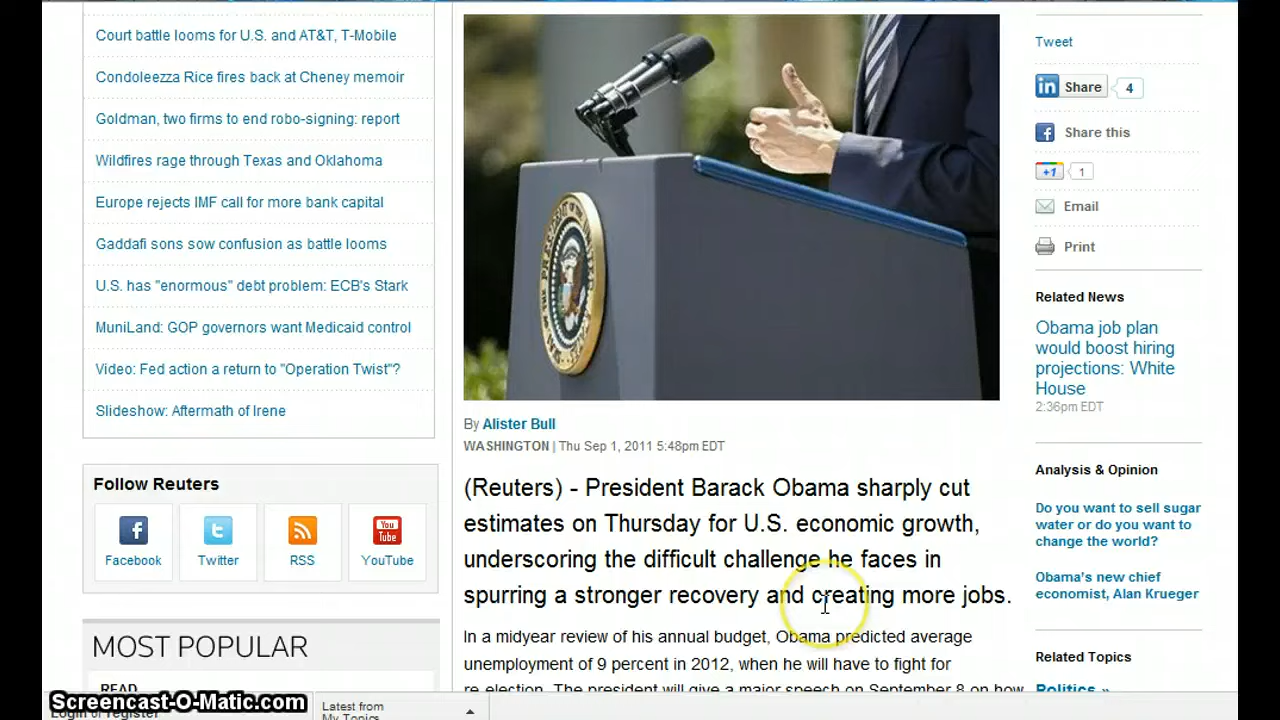 Court battle looms for U.S. and AT&T, T-Mobile
Condoleezza Rice fires back at Cheney memoir
Goldman, two firms to end robo-signing: report
Wildfires rage through Texas and Oklahoma
Europe rejects IMF call for more bank capital
Gaddafi sons sow confusion as battle looms
U.S. has "enormous" debt problem: ECB's Stark
MuniLand: GOP governors want Medicaid control
Video: Fed action a return to "Operation Twist"?
Slideshow: Aftermath of Irene
Follow Reuters
Facebook
Twitter
RSS
You
Tube
YouTube
MOST POPULAR
READ
Screencast-O-Matic.com
Login or register
Latest from
My Topics
By Alister Bull
WASHINGTON | Thu Sep 1, 2011 5:48pm EDT
(Reuters) - President Barack Obama sharply cut
estimates on Thursday for U.S. economic growth,
underscoring the difficult challenge he faces in
spurring a stronger recovery and creating more jobs.
In a midyear review of his annual budget, Obama predicted average
unemployment of 9 percent in 2012, when he will have to fight for
re-election. The president will give a major speech on September 8 on how
Tweet
in Share 4
Share this
+1 1
Email
Print
Related News
Obama job plan
would boost hiring
projections: White
House
2:36pm EDT
Analysis & Opinion
Do you want to sell sugar
water or do you want to
change the world?
Obama's new chief
economist, Alan Krueger
Related Topics
Politics »